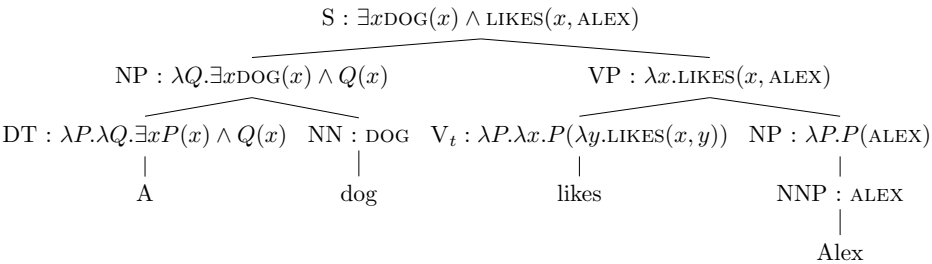 S : ∃xDOG(x) ∧ LIKES(x, ALEX)
NP : λQ.∃xDOG(x) ∧ Q(x) VP : λx.LIKES(x, ALEX)
DT : λP.λQ.∃xP(x) ∧ Q(x) NN : DOG Vₜ : λP.λx.P(λy.LIKES(x, y)) NP : λP.P(ALEX)
A dog likes NNP : ALEX
Alex